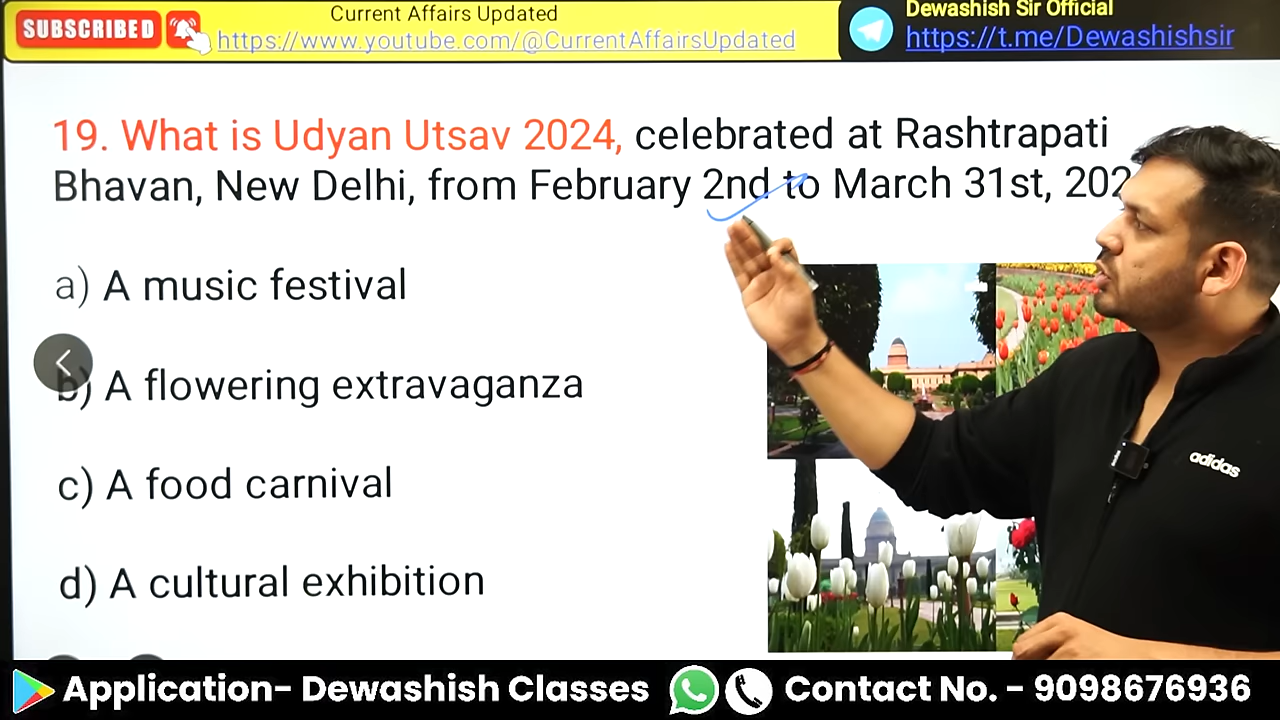 SUBSCRIBED
Current Affairs Updated
https://www.youtube.com/@CurrentAffairsUpdated
Dewashish Sir Official
https://t.me/Dewashishsir
19. What is Udyan Utsav 2024, celebrated at Rashtrapati
Bhavan, New Delhi, from February 2nd to March 31st, 202
a) A music festival
b) A flowering extravaganza
c) A food carnival
d) A cultural exhibition
adidas
Application- Dewashish Classes
Contact No. - 9098676936